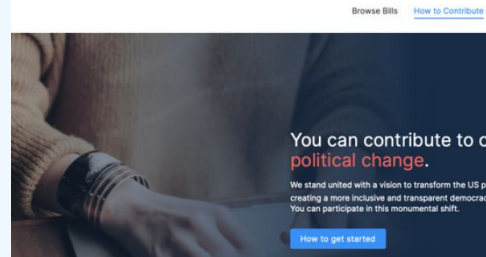 Browse Bills How to Contribute
You can contribute to
political change.
We stand united with a vision to transform the US
creating a more inclusive and transparent
You can participate in this monumental shift.
How to get started